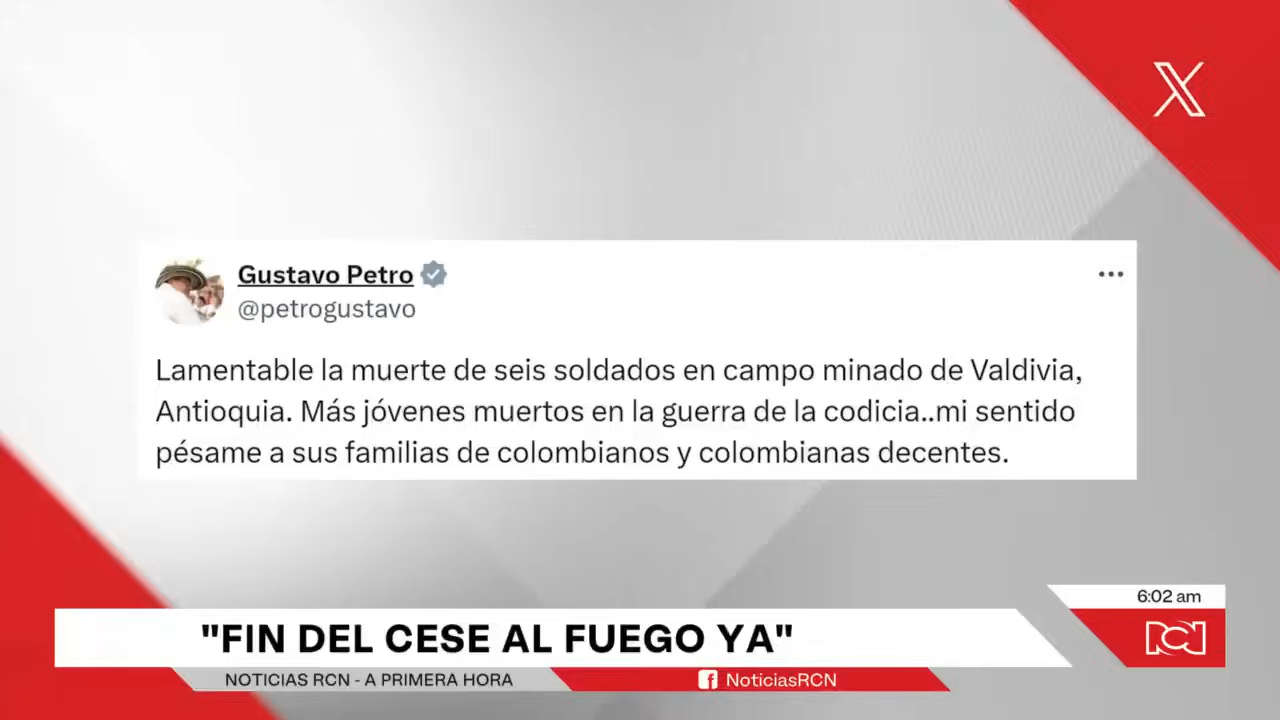 X
Gustavo Petro
@petrogustavo
Lamentable la muerte de seis soldados en campo minado de Valdivia,
Antioquia. Más jóvenes muertos en la guerra de la codicia..mi sentido
pésame a sus familias de colombianos y colombianas decentes.
6:02 am
"FIN DEL CESE AL FUEGO YA"
RCN
NOTICIAS RCN - A PRIMERA HORA
NoticiasRCN